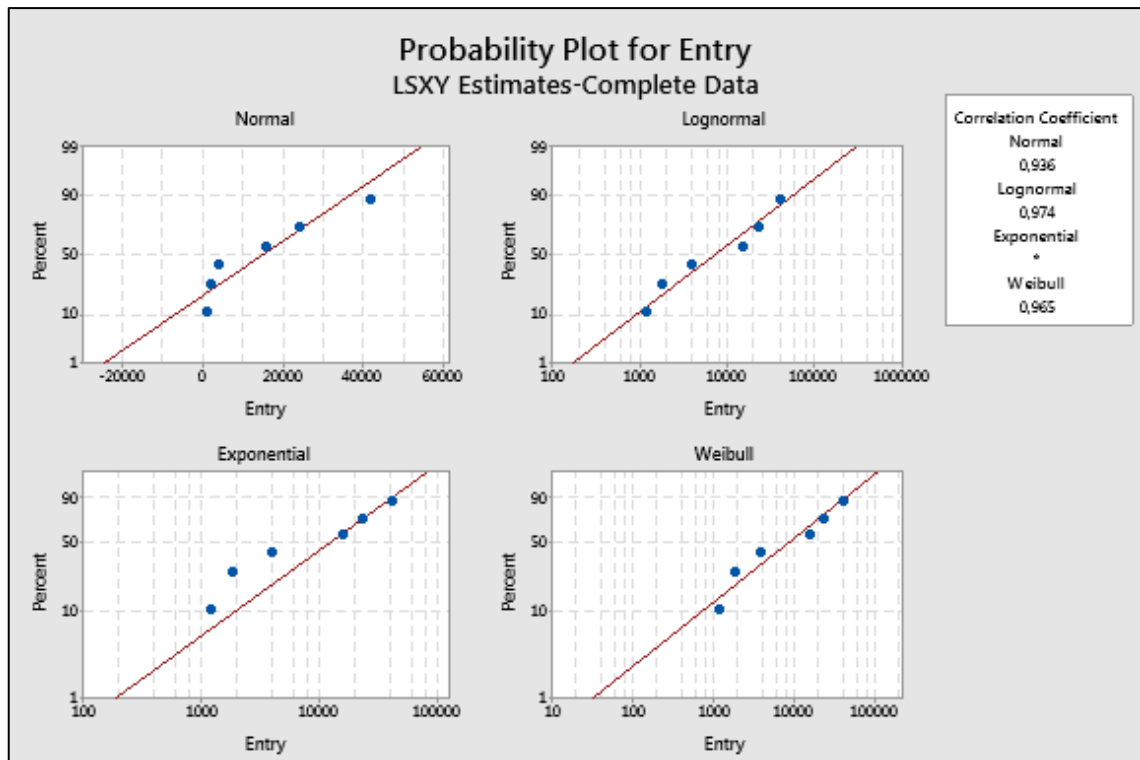 Probability Plot for Entry
LSXY Estimates-Complete Data
Normal
99
90
50
10
1
Percent
-20000 0 20000 40000 60000
Entry
Lognormal
99
90
50
10
1
Percent
100 1000 10000 100000 1000000
Entry
Correlation Coefficient
Normal
0,936
Lognormal
0,974
Exponential
*
Weibull
0,965
Exponential
90
50
10
1
Percent
100 1000 10000 100000
Entry
Weibull
90
50
10
1
Percent
10 100 1000 10000 100000
Entry